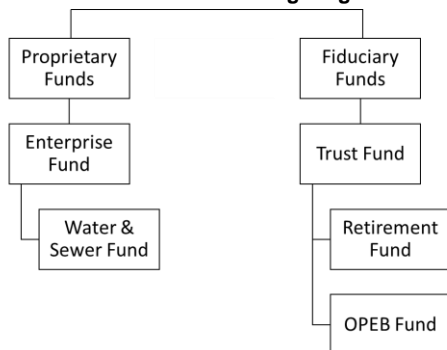 Proprietary
Funds
Fiduciary
Funds
Enterprise
Fund
Trust Fund
Water &
Sewer Fund
Retirement
Fund
OPEB Fund